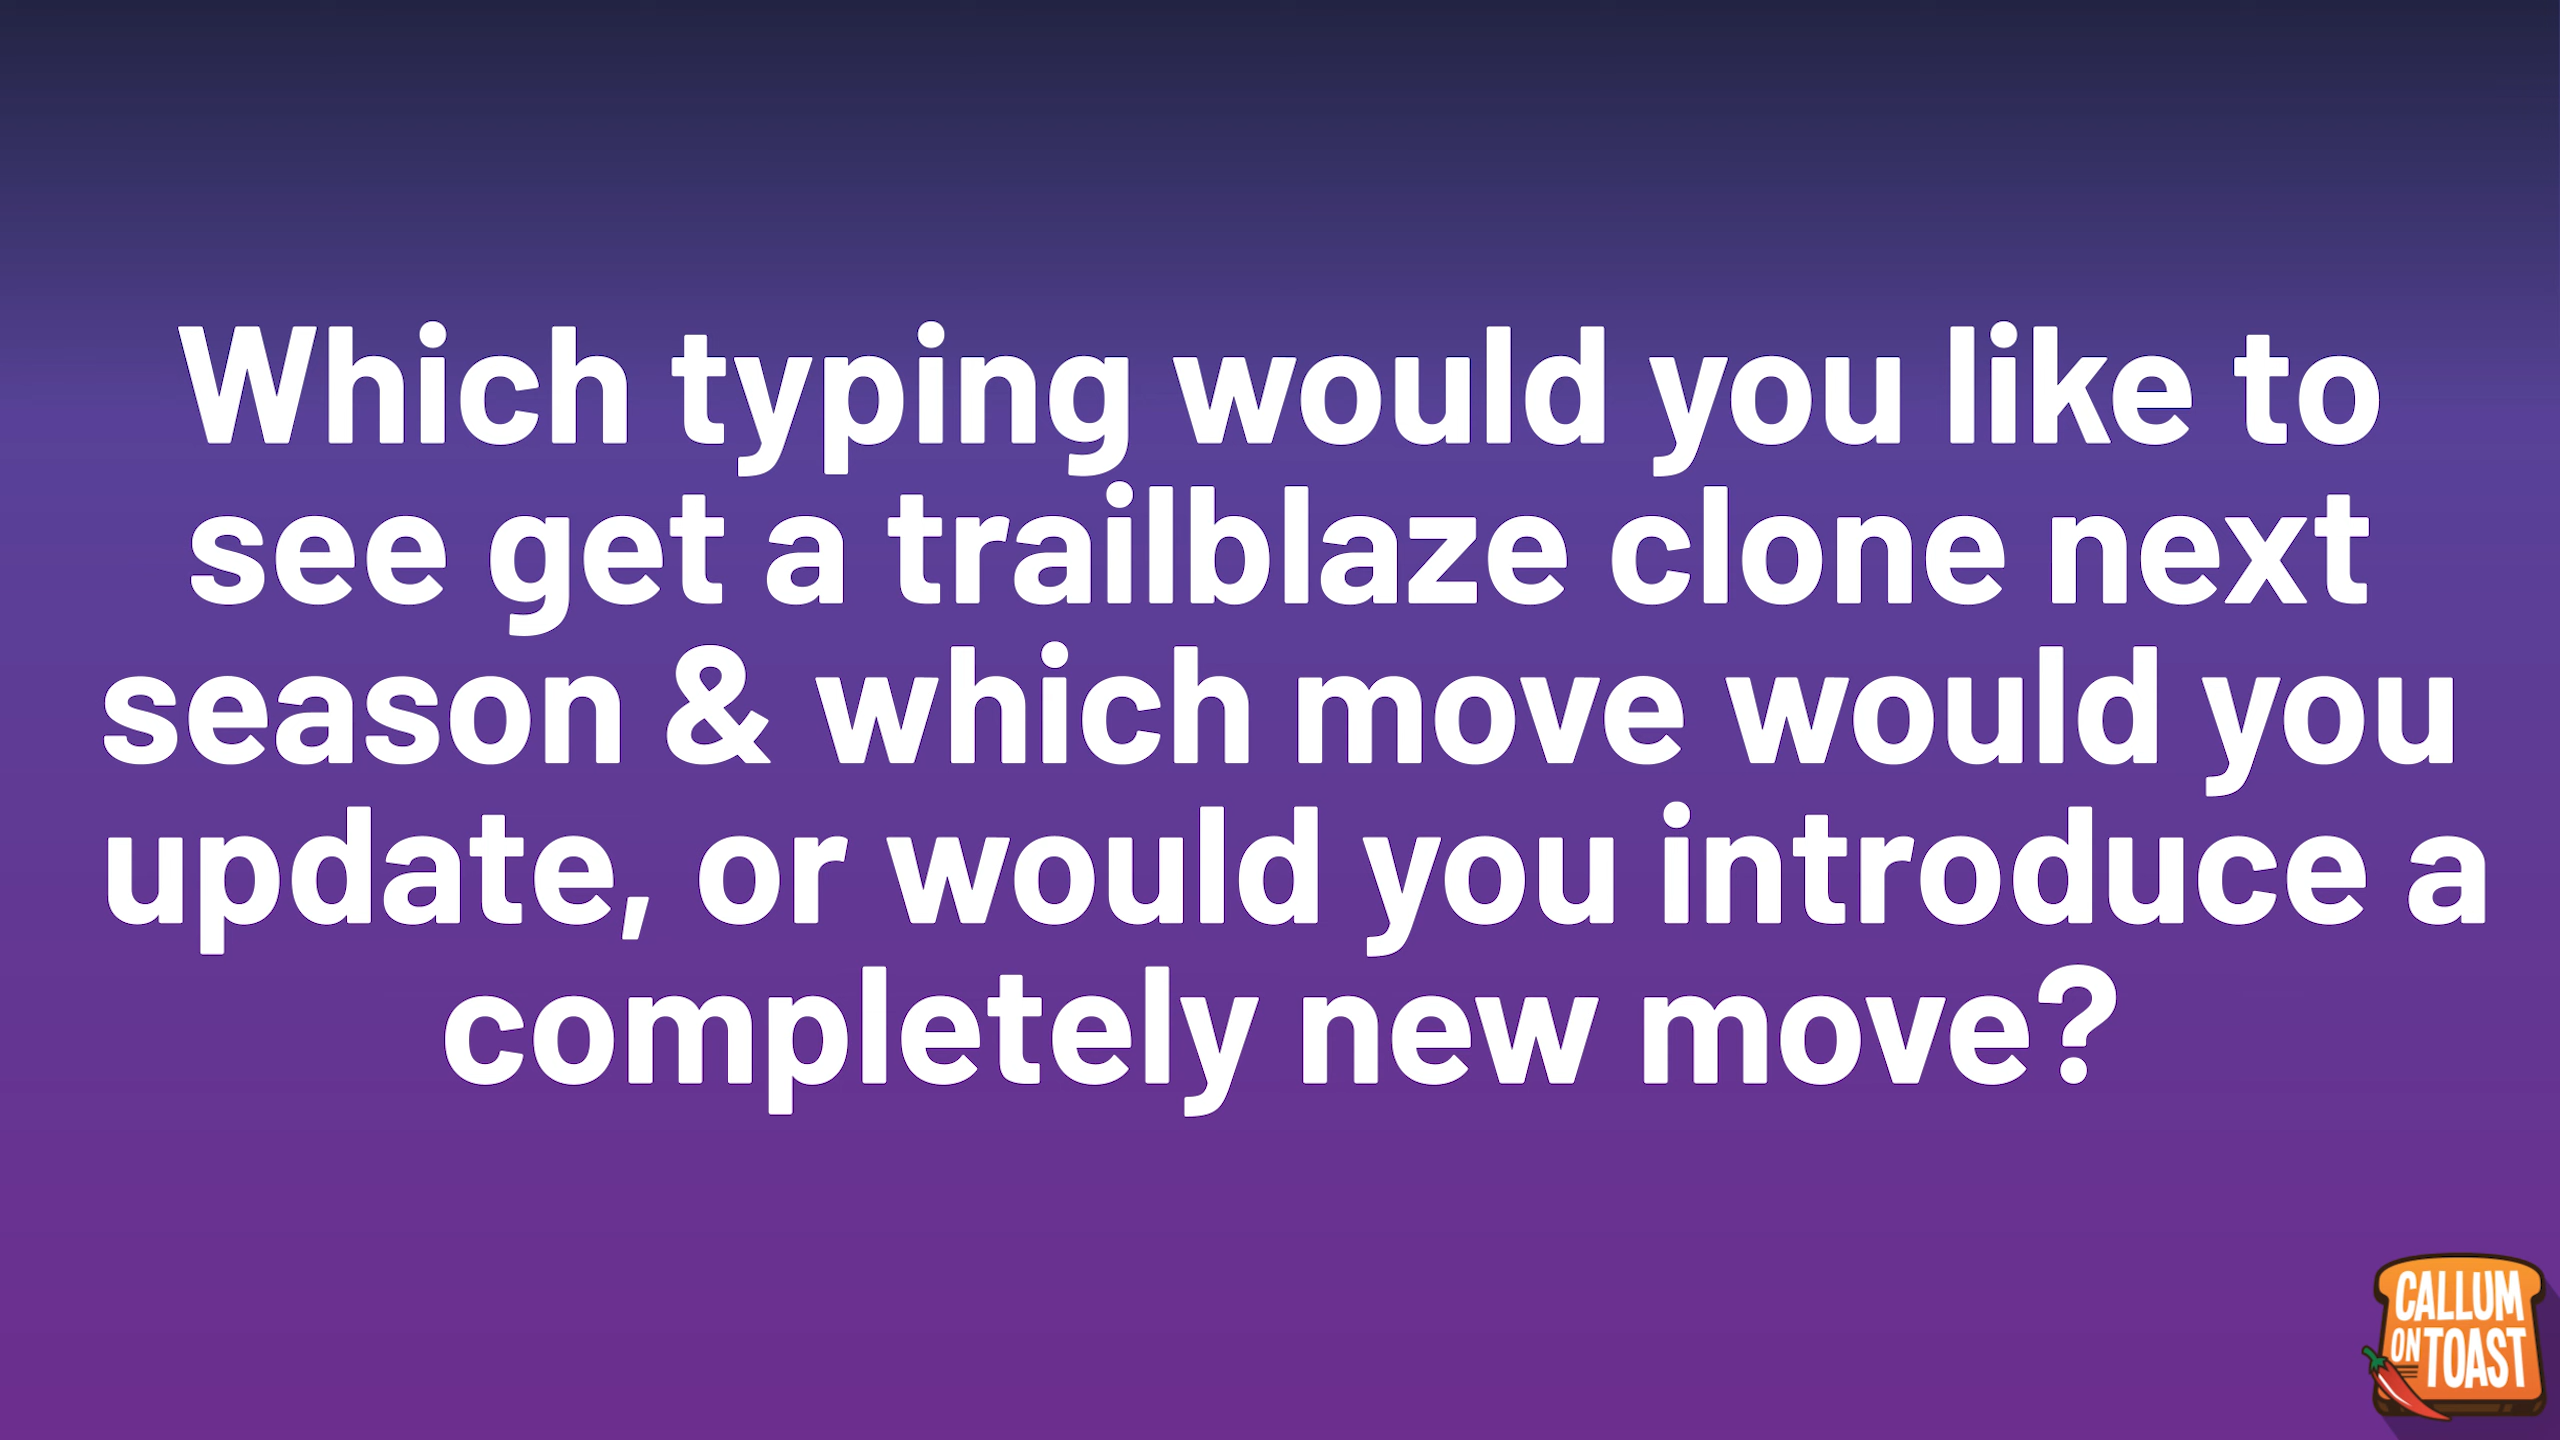 Which typing would you like to
see get a trailblaze clone next
season & which move would you
update, or would you introduce a
completely new move?
CALLUM
ON TOAST